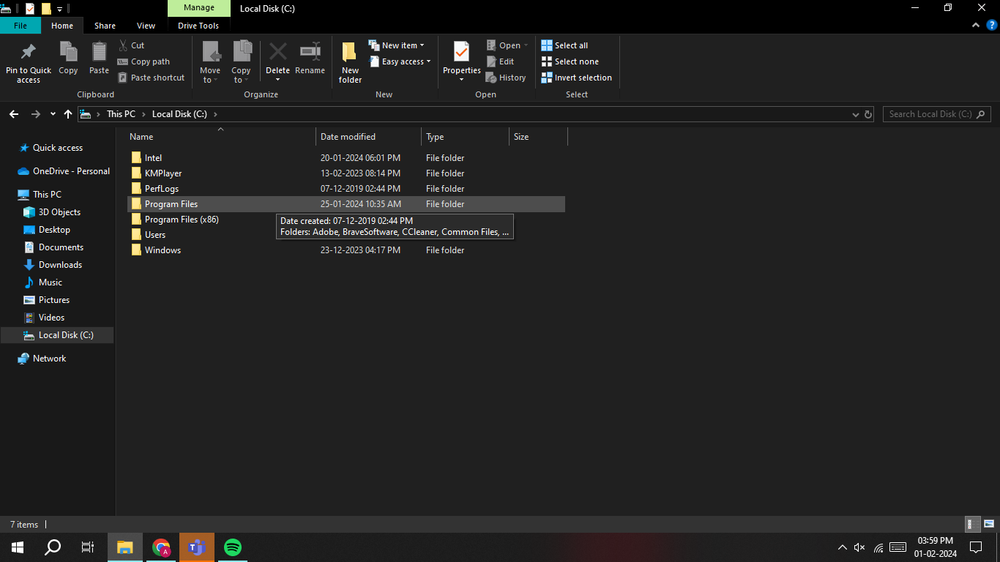 Manage
Local Disk (C:)
File
Home
Share
View
Drive Tools
Pin to Quick access
Copy
Paste
Cut
Copy path
Paste shortcut
Clipboard
Move to
Copy to
Delete
Rename
Organize
New folder
New item
Easy access
New
Properties
Open
Edit
History
Open
Select all
Select none
Invert selection
Select
This PC > Local Disk (C:) >
Search Local Disk (C:)
Quick access
OneDrive - Personal
This PC
3D Objects
Desktop
Documents
Downloads
Music
Pictures
Videos
Local Disk (C:)
Network
Name Date modified Type Size
Intel 20-01-2024 06:01 PM File folder
KMPlayer 13-02-2023 08:14 PM File folder
PerfLogs 07-12-2019 02:44 PM File folder
Program Files 25-01-2024 10:35 AM File folder
Program Files (x86)
Date created: 07-12-2019 02:44 PM
Folders: Adobe, BraveSoftware, CCleaner, Common Files, ...
Users
Windows 23-12-2023 04:17 PM File folder
7 items
A
03:59 PM
01-02-2024